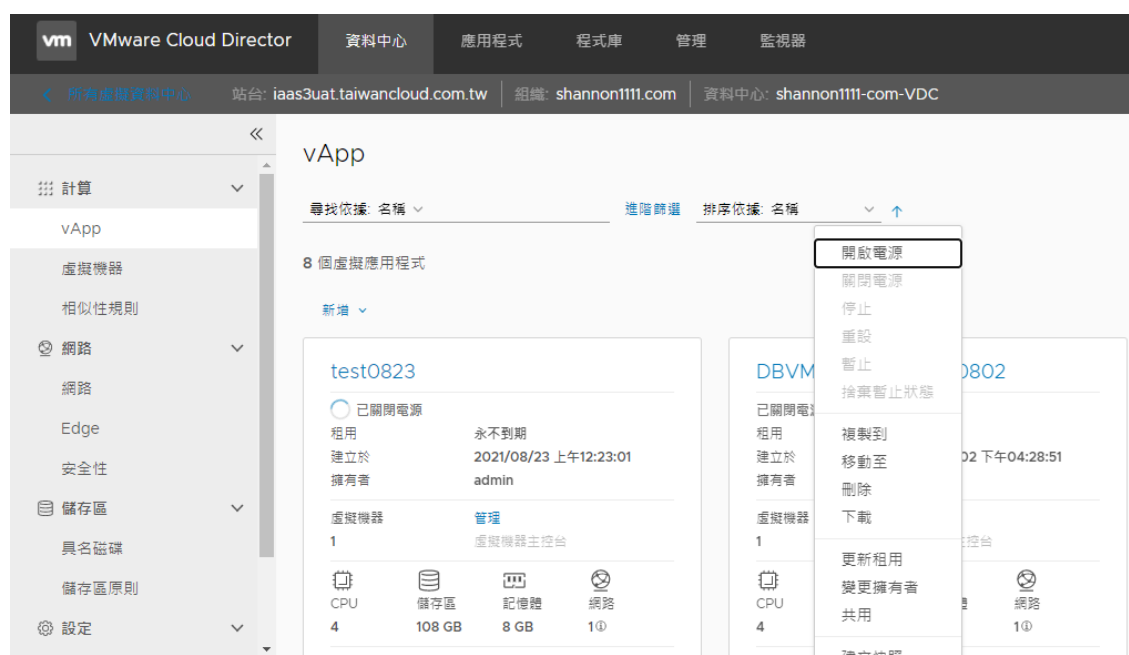 vm VMware Cloud Director 資料中心 應用程式 程式庫 管理 監視器
所有虛擬資料中心 站台: iaas3uat.taiwancloud.com.tw 組織: shannon1111.com 資料中心: shannon1111-com-VDC
vApp
計算
vApp
虛擬機器
相似性規則
網路
網路
Edge
安全性
儲存區
具名磁碟
儲存區原則
設定
尋找依據: 名稱 進階篩選 排序依據: 名稱
8 個虛擬應用程式
新增
test0823
已關閉電源
租用 永不到期
建立於 2021/08/23 上午12:23:01
擁有者 admin
虛擬機器 管理
1 虛擬機器主控台
CPU 儲存區 記憶體 網路
4 108 GB 8 GB 1
DBVM 0802
已關閉電
租用
建立於 02 下午04:28:51
擁有者
虛擬機器
1 主控台
CPU 網路
4 1
開啟電源
關閉電源
停止
重設
暫止
捨棄暫止狀態
複製到
移動至
刪除
下載
更新租用
變更擁有者
共用